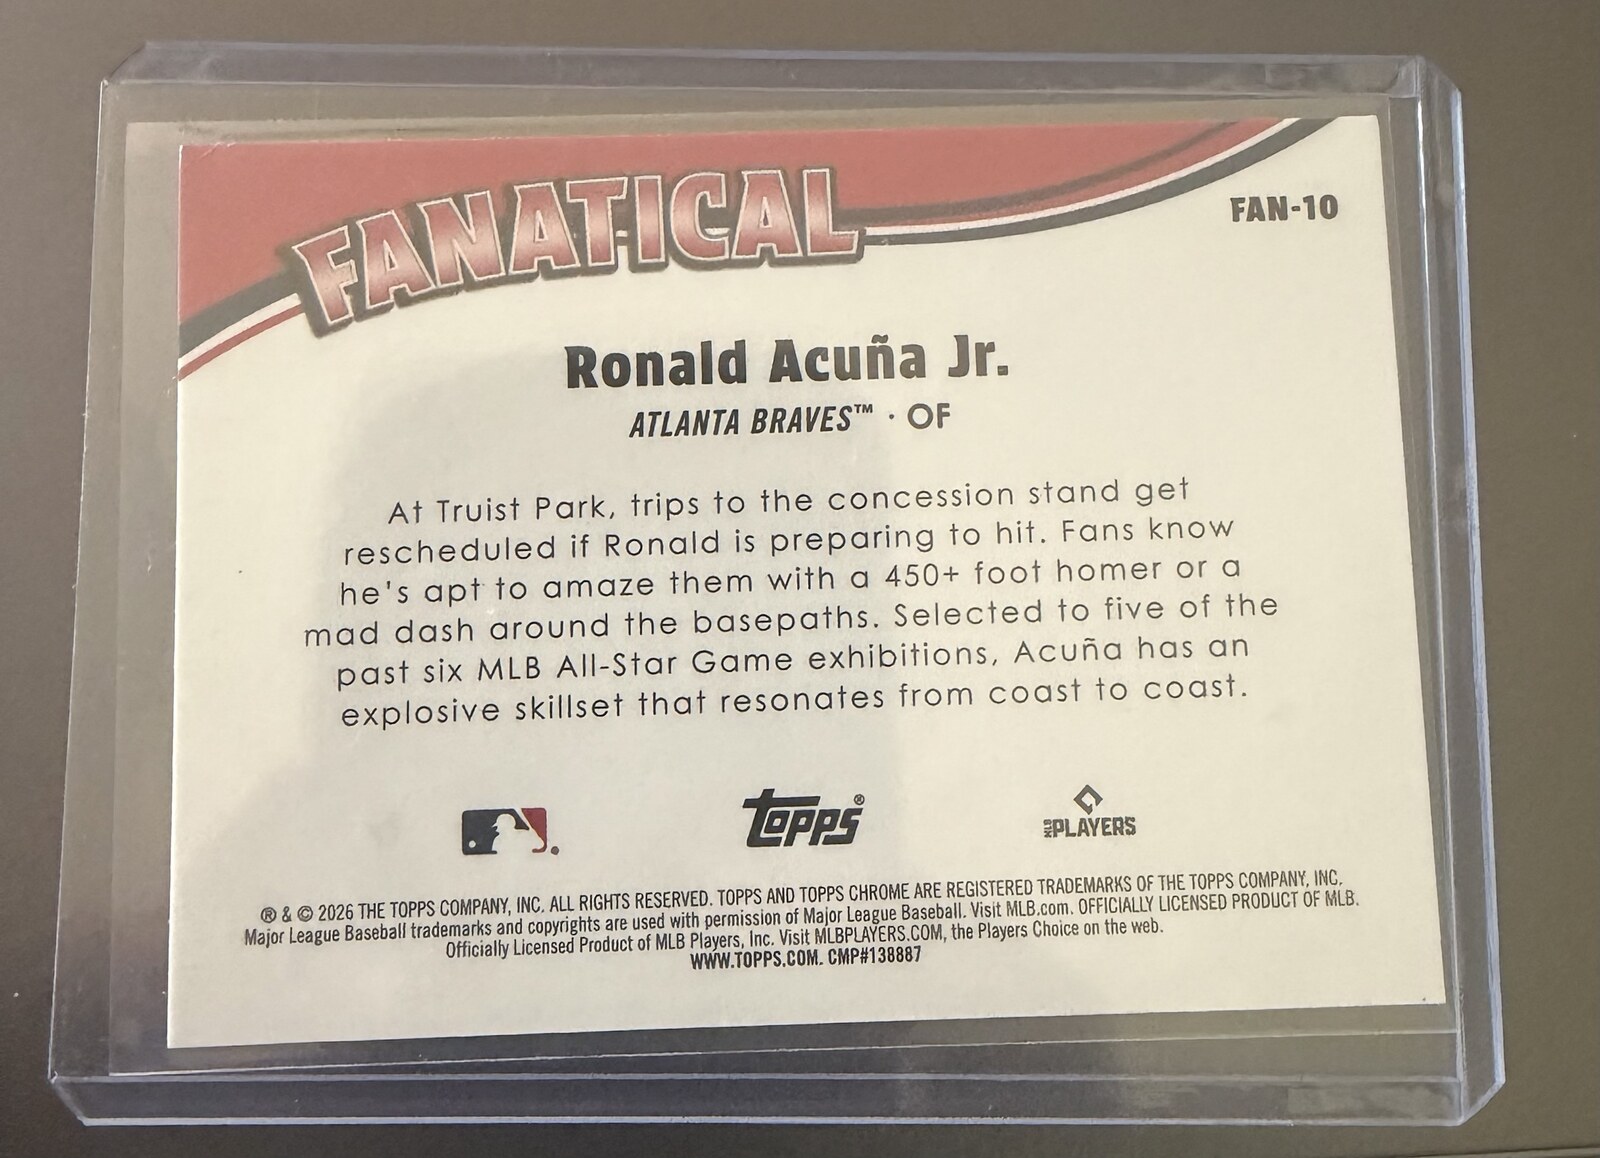 FANATICAL
FAN-10
Ronald Acuña Jr.
ATLANTA BRAVES™ · OF
At Truist Park, trips to the concession stand get
rescheduled if Ronald is preparing to hit. Fans know
he's apt to amaze them with a 450+ foot homer or a
mad dash around the basepaths. Selected to five of the
past six MLB All-Star Game exhibitions, Acuña has an
explosive skillset that resonates from coast to coast.
topps®
MLB PLAYERS
® & © 2026 THE TOPPS COMPANY, INC. ALL RIGHTS RESERVED. TOPPS AND TOPPS CHROME ARE REGISTERED TRADEMARKS OF THE TOPPS COMPANY, INC.
Major League Baseball trademarks and copyrights are used with permission of Major League Baseball. Visit MLB.com. OFFICIALLY LICENSED PRODUCT OF MLB.
Officially Licensed Product of MLB Players, Inc. Visit MLBPLAYERS.COM, the Players Choice on the web.
WWW.TOPPS.COM. CMP#138887